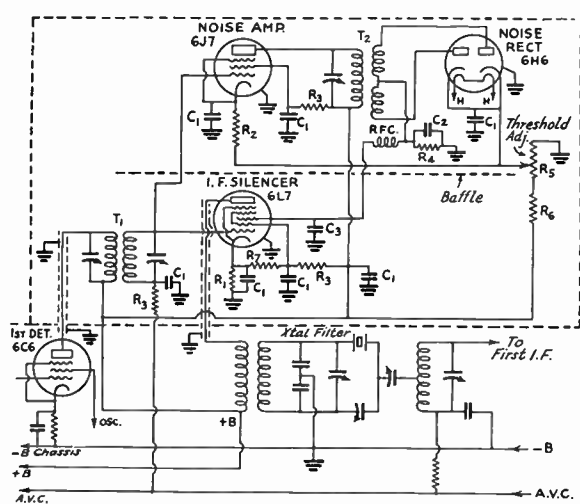 NOISE AMP.
6J7
T2
NOISE
RECT
6H6
H H
C1
R2
C1
R3
C1
Threshold
Adj.
R5
RFC.
C2
R4
Baffle
R6
I.F. SILENCER
6L7
C3
T1
C1
R3
R1
R7
C1
C1
R3
C1
1ST DET.
6C6
OSC.
Xtal Filter
To
First I.F.
+B
-B Chassis
-B
+B
A.V.C.
A.V.C.